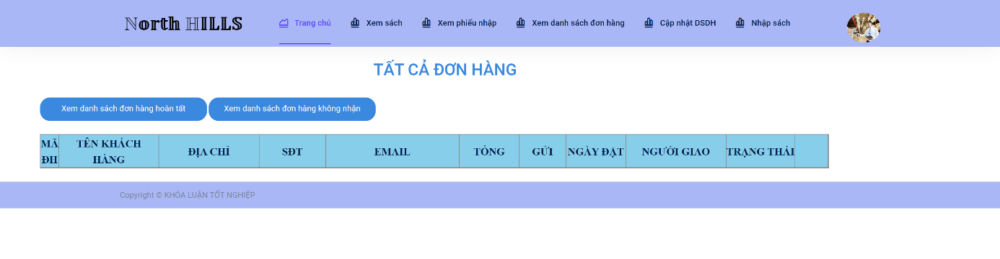 North HILLS
Trang chủ
Xem sách
Xem phiếu nhập
Xem danh sách đơn hàng
Cập nhật DSDH
Nhập sách
TẤT CẢ ĐƠN HÀNG
Xem danh sách đơn hàng hoàn tất
Xem danh sách đơn hàng không nhận
MÃ
ĐH
TÊN KHÁCH
HÀNG
ĐỊA CHỈ
SĐT
EMAIL
TỔNG
GỬI
NGÀY ĐẶT
NGƯỜI GIAO
TRẠNG THÁI
Copyright © KHÓA LUẬN TỐT NGHIỆP